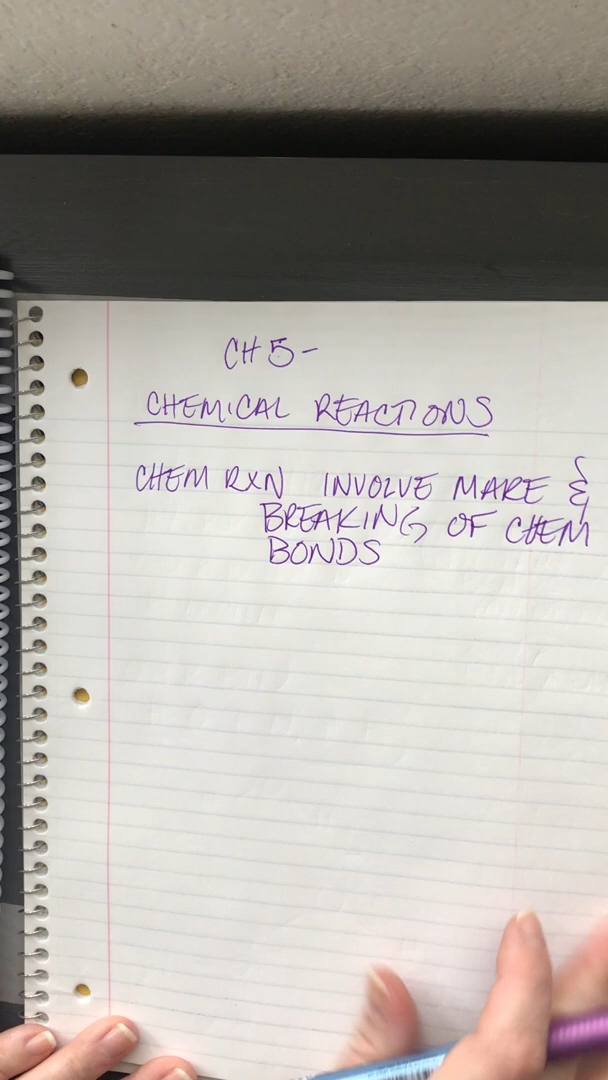 CH 5-
CHEMICAL REACTIONS
CHEM RXN INVOLVE MAKE &
BREAKING OF CHEM
BONDS